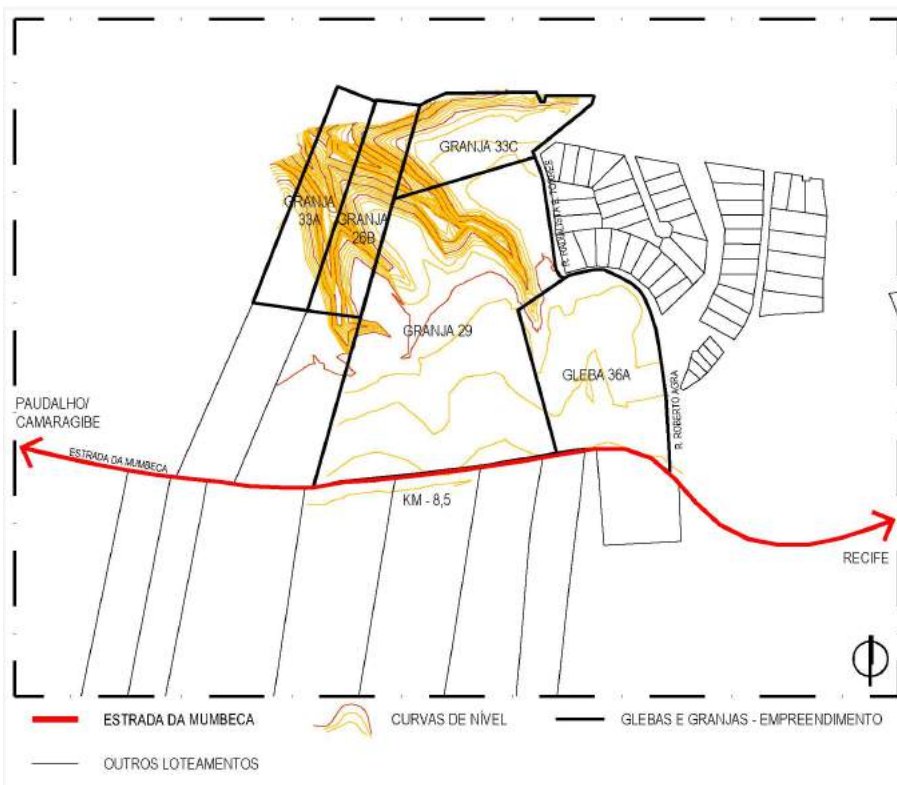 GRANJA 33C
GRANJA
33A
GRANJA
26B
GRANJA 29
GLEBA 36A
R. ROBERTO AGRA
PAUDALHO/
CAMARAGIBE
ESTRADA DA MUMBECA
KM - 8,5
RECIFE
ESTRADA DA MUMBECA
CURVAS DE NÍVEL
GLEBAS E GRANJAS - EMPREENDIMENTO
OUTROS LOTEAMENTOS